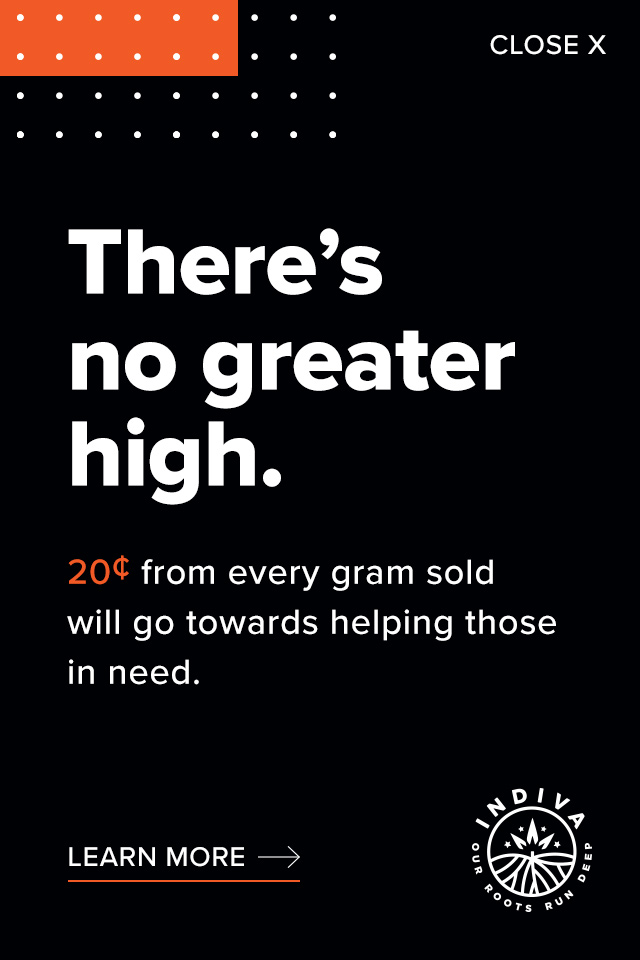 CLOSE X
There’s
no greater
high.
20¢ from every gram sold
will go towards helping those
in need.
LEARN MORE
INDIVA
OUR ROOTS RUN DEEP